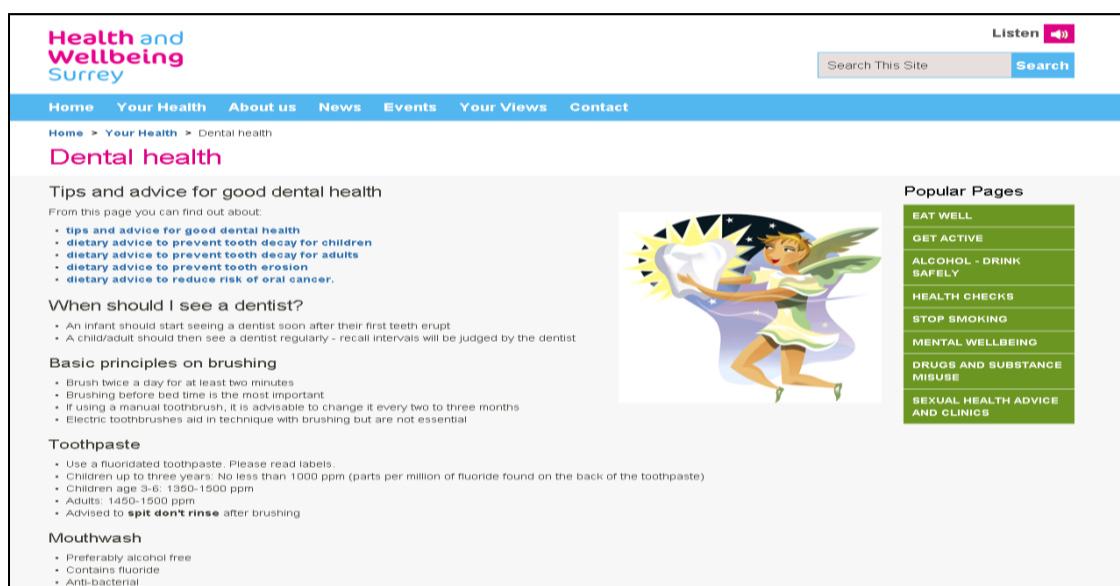 Health and
Wellbeing
Surrey
Listen
Search This Site
Search
Home Your Health About us News Events Your Views Contact
Home > Your Health > Dental health
Dental health
Tips and advice for good dental health
From this page you can find out about:
• tips and advice for good dental health
• dietary advice to prevent tooth decay for children
• dietary advice to prevent tooth decay for adults
• dietary advice to prevent tooth erosion
• dietary advice to reduce risk of oral cancer.
When should I see a dentist?
• An infant should start seeing a dentist soon after their first teeth erupt
• A child/adult should then see a dentist regularly - recall intervals will be judged by the dentist
Basic principles on brushing
• Brush twice a day for at least two minutes
• Brushing before bed time is the most important
• If using a manual toothbrush, it is advisable to change it every two to three months
• Electric toothbrushes aid in technique with brushing but are not essential
Toothpaste
• Use a fluoridated toothpaste. Please read labels.
• Children up to three years: No less than 1000 ppm (parts per million of fluoride found on the back of the toothpaste)
• Children age 3-6: 1350-1500 ppm
• Adults: 1450-1500 ppm
• Advised to spit don't rinse after brushing
Mouthwash
• Preferably alcohol free
• Contains fluoride
• Anti-bacterial
Popular Pages
EAT WELL
GET ACTIVE
ALCOHOL - DRINK
SAFELY
HEALTH CHECKS
STOP SMOKING
MENTAL WELLBEING
DRUGS AND SUBSTANCE
MISUSE
SEXUAL HEALTH ADVICE
AND CLINICS